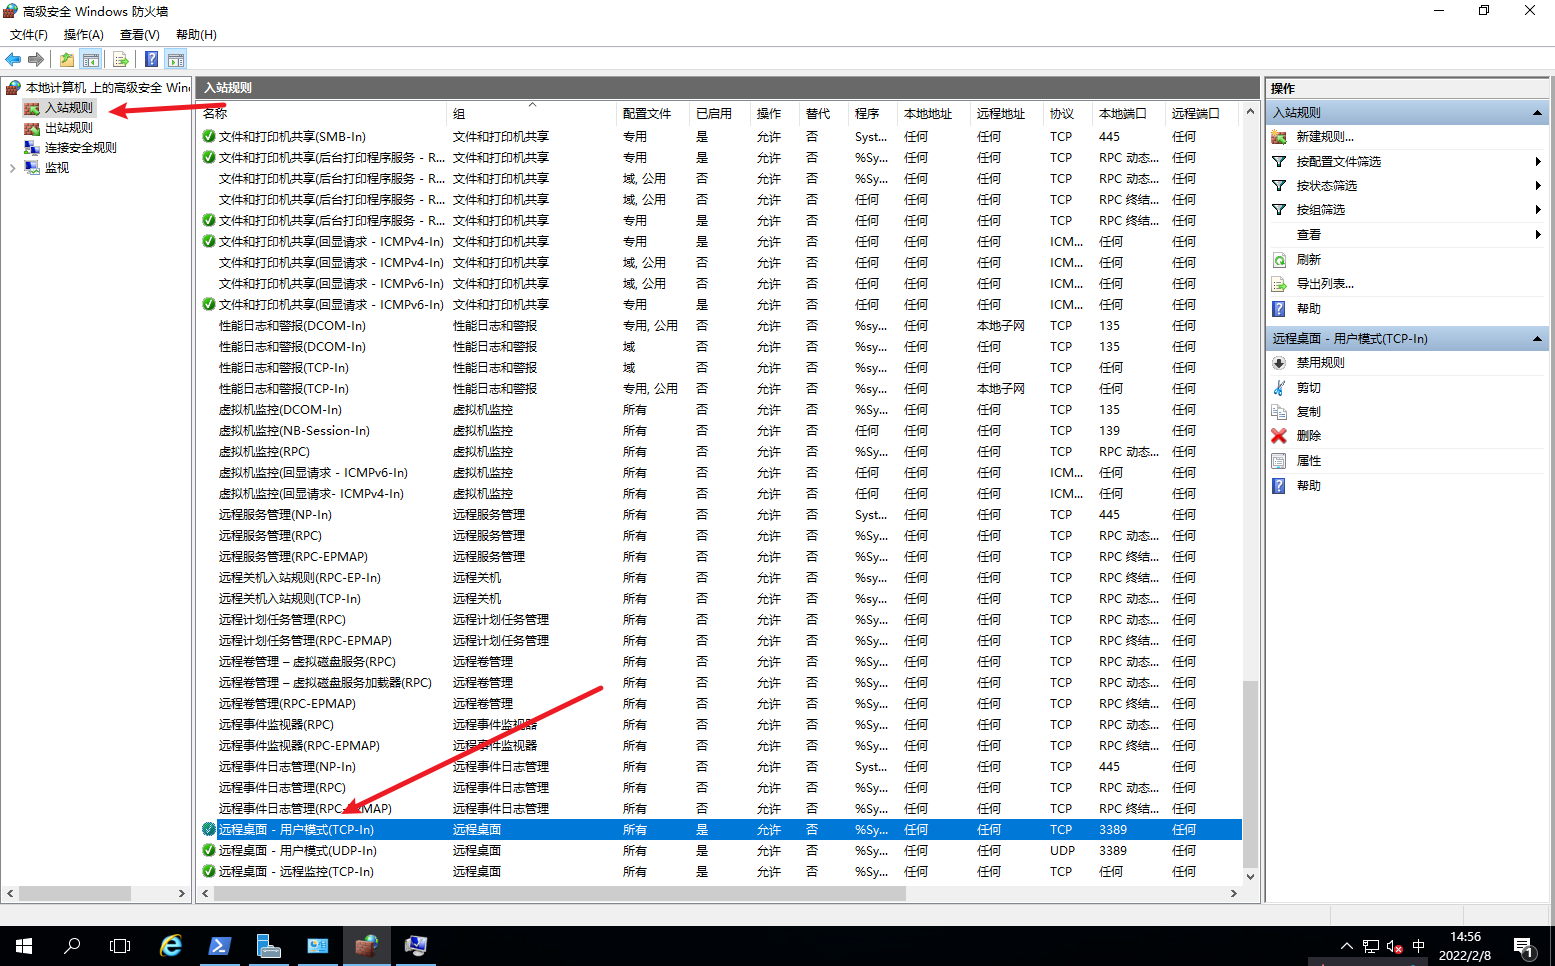 高级安全 Windows 防火墙
文件(F) 操作(A) 查看(V) 帮助(H)
本地计算机 上的高级安全 Win
入站规则
出站规则
连接安全规则
监视
入站规则
名称 组 配置文件 已启用 操作 替代 程序 本地地址 远程地址 协议 本地端口 远程端口
文件和打印机共享(SMB-In) 文件和打印机共享 专用 是 允许 否 Syst... 任何 任何 TCP 445 任何
文件和打印机共享(后台打印程序服务 - R... 文件和打印机共享 专用 是 允许 否 %Sy... 任何 任何 TCP RPC 动态... 任何
文件和打印机共享(后台打印程序服务 - R... 文件和打印机共享 域, 公用 否 允许 否 %Sy... 任何 任何 TCP RPC 动态... 任何
文件和打印机共享(后台打印程序服务 - R... 文件和打印机共享 域, 公用 否 允许 否 任何 任何 任何 TCP RPC 终结... 任何
文件和打印机共享(后台打印程序服务 - R... 文件和打印机共享 专用 是 允许 否 任何 任何 任何 TCP RPC 终结... 任何
文件和打印机共享(回显请求 - ICMPv4-In) 文件和打印机共享 专用 是 允许 否 任何 任何 任何 ICM... 任何 任何
文件和打印机共享(回显请求 - ICMPv4-In) 文件和打印机共享 域, 公用 否 允许 否 任何 任何 任何 ICM... 任何 任何
文件和打印机共享(回显请求 - ICMPv6-In) 文件和打印机共享 域, 公用 否 允许 否 任何 任何 任何 ICM... 任何 任何
文件和打印机共享(回显请求 - ICMPv6-In) 文件和打印机共享 专用 是 允许 否 任何 任何 任何 ICM... 任何 任何
性能日志和警报(DCOM-In) 性能日志和警报 专用, 公用 否 允许 否 %sy... 任何 本地子网 TCP 135 任何
性能日志和警报(DCOM-In) 性能日志和警报 域 否 允许 否 %sy... 任何 任何 TCP 135 任何
性能日志和警报(TCP-In) 性能日志和警报 域 否 允许 否 %sy... 任何 任何 TCP 任何 任何
性能日志和警报(TCP-In) 性能日志和警报 专用, 公用 否 允许 否 %sy... 任何 本地子网 TCP 任何 任何
虚拟机监控(DCOM-In) 虚拟机监控 所有 否 允许 否 %Sy... 任何 任何 TCP 135 任何
虚拟机监控(NB-Session-In) 虚拟机监控 所有 否 允许 否 任何 任何 任何 TCP 139 任何
虚拟机监控(RPC) 虚拟机监控 所有 否 允许 否 %Sy... 任何 任何 TCP RPC 动态... 任何
虚拟机监控(回显请求 - ICMPv6-In) 虚拟机监控 所有 否 允许 否 任何 任何 任何 ICM... 任何 任何
虚拟机监控(回显请求- ICMPv4-In) 虚拟机监控 所有 否 允许 否 任何 任何 任何 ICM... 任何 任何
远程服务管理(NP-In) 远程服务管理 所有 否 允许 否 Syst... 任何 任何 TCP 445 任何
远程服务管理(RPC) 远程服务管理 所有 否 允许 否 %Sy... 任何 任何 TCP RPC 动态... 任何
远程服务管理(RPC-EPMAP) 远程服务管理 所有 否 允许 否 %Sy... 任何 任何 TCP RPC 终结... 任何
远程关机入站规则(RPC-EP-In) 远程关机 所有 否 允许 否 %sy... 任何 任何 TCP RPC 终结... 任何
远程关机入站规则(TCP-In) 远程关机 所有 否 允许 否 %sy... 任何 任何 TCP RPC 动态... 任何
远程计划任务管理(RPC) 远程计划任务管理 所有 否 允许 否 %Sy... 任何 任何 TCP RPC 动态... 任何
远程计划任务管理(RPC-EPMAP) 远程计划任务管理 所有 否 允许 否 %Sy... 任何 任何 TCP RPC 终结... 任何
远程卷管理 – 虚拟磁盘服务(RPC) 远程卷管理 所有 否 允许 否 %Sy... 任何 任何 TCP RPC 动态... 任何
远程卷管理 – 虚拟磁盘服务加载器(RPC) 远程卷管理 所有 否 允许 否 %Sy... 任何 任何 TCP RPC 动态... 任何
远程卷管理(RPC-EPMAP) 远程卷管理 所有 否 允许 否 %Sy... 任何 任何 TCP RPC 终结... 任何
远程事件监视器(RPC) 远程事件监视器 所有 否 允许 否 %Sy... 任何 任何 TCP RPC 动态... 任何
远程事件监视器(RPC-EPMAP) 远程事件监视器 所有 否 允许 否 %Sy... 任何 任何 TCP RPC 终结... 任何
远程事件日志管理(NP-In) 远程事件日志管理 所有 否 允许 否 Syst... 任何 任何 TCP 445 任何
远程事件日志管理(RPC) 远程事件日志管理 所有 否 允许 否 %Sy... 任何 任何 TCP RPC 动态... 任何
远程事件日志管理(RPC-EPMAP) 远程事件日志管理 所有 否 允许 否 %Sy... 任何 任何 TCP RPC 终结... 任何
远程桌面 - 用户模式(TCP-In) 远程桌面 所有 是 允许 否 %Sy... 任何 任何 TCP 3389 任何
远程桌面 - 用户模式(UDP-In) 远程桌面 所有 是 允许 否 %Sy... 任何 任何 UDP 3389 任何
远程桌面 - 远程监控(TCP-In) 远程桌面 所有 是 允许 否 %Sy... 任何 任何 TCP 任何 任何
操作
入站规则
新建规则...
按配置文件筛选
按状态筛选
按组筛选
查看
刷新
导出列表...
帮助
远程桌面 - 用户模式(TCP-In)
禁用规则
剪切
复制
删除
属性
帮助
中
14:56
2022/2/8
1